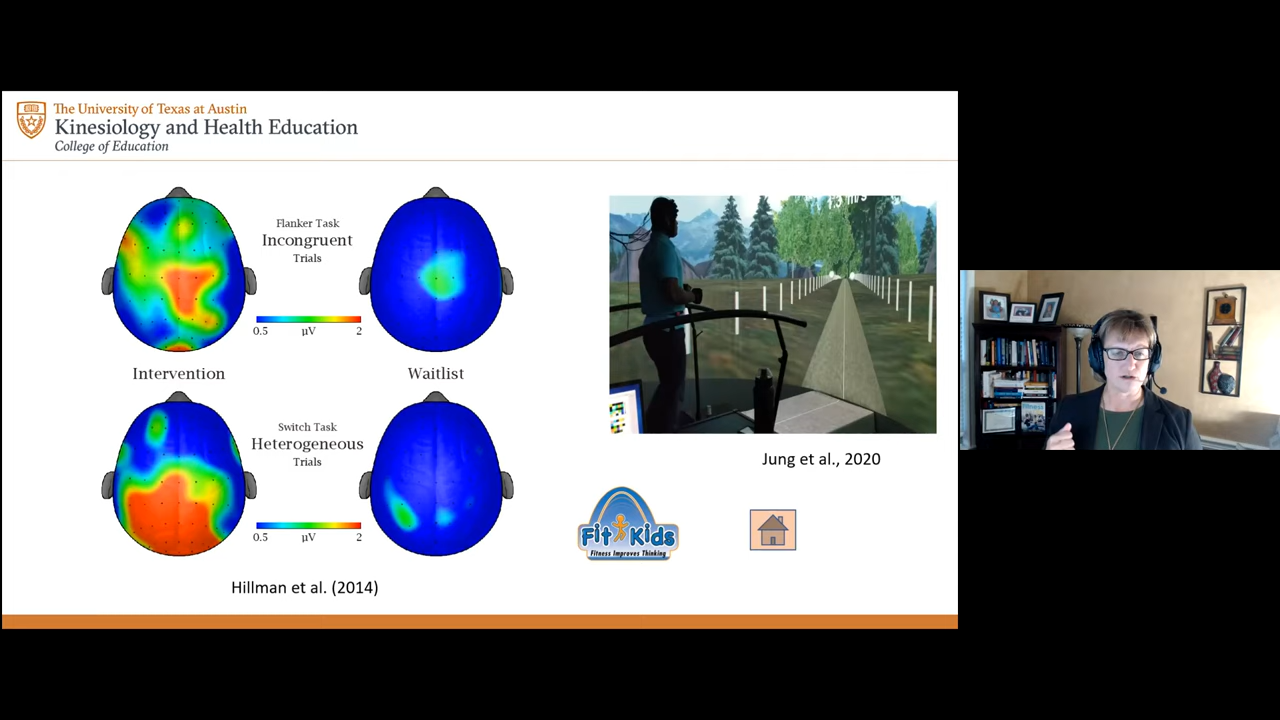 The University of Texas at Austin
Kinesiology and Health Education
College of Education
Flanker Task
Incongruent
Trials
0.5 μV 2
Intervention
Waitlist
Switch Task
Heterogeneous
Trials
0.5 μV 2
Hillman et al. (2014)
Jung et al., 2020
Fit Kids
Fitness Improves Thinking